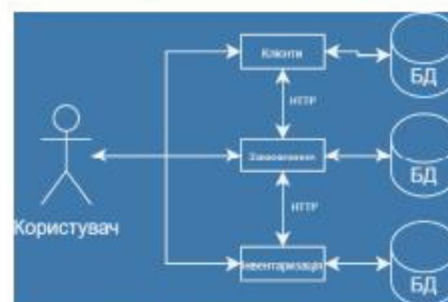 Клієнти
БД
HTTP
Замовлення
БД
HTTP
Користувач
Інвентаризація
БД